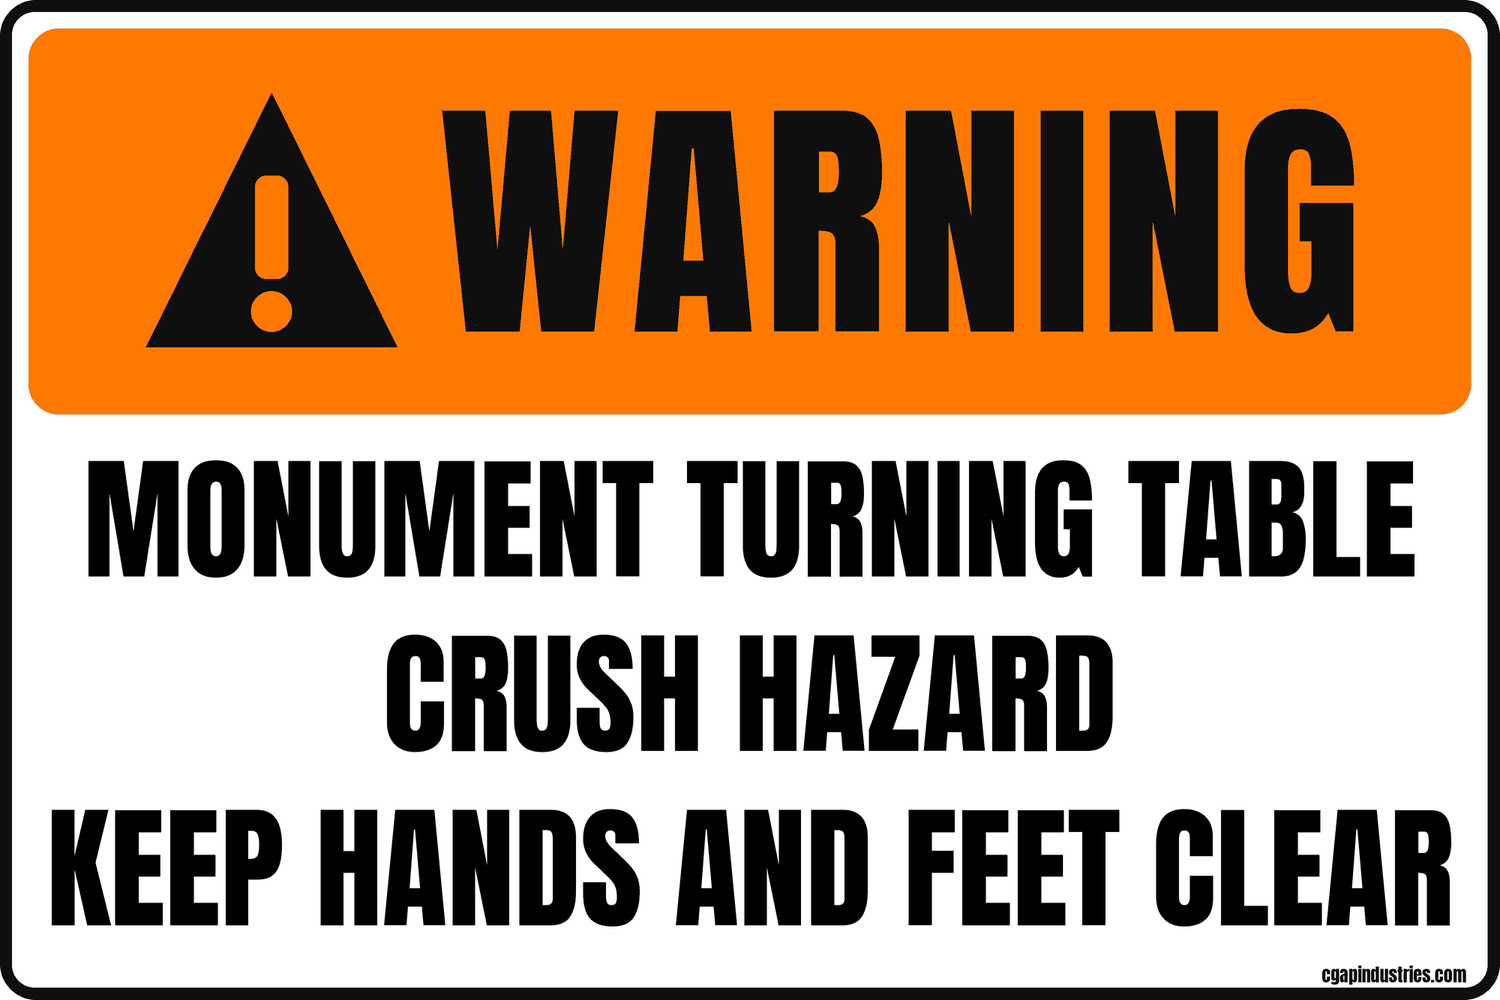 WARNING
MONUMENT TURNING TABLE
CRUSH HAZARD
KEEP HANDS AND FEET CLEAR
cgapindustries.com